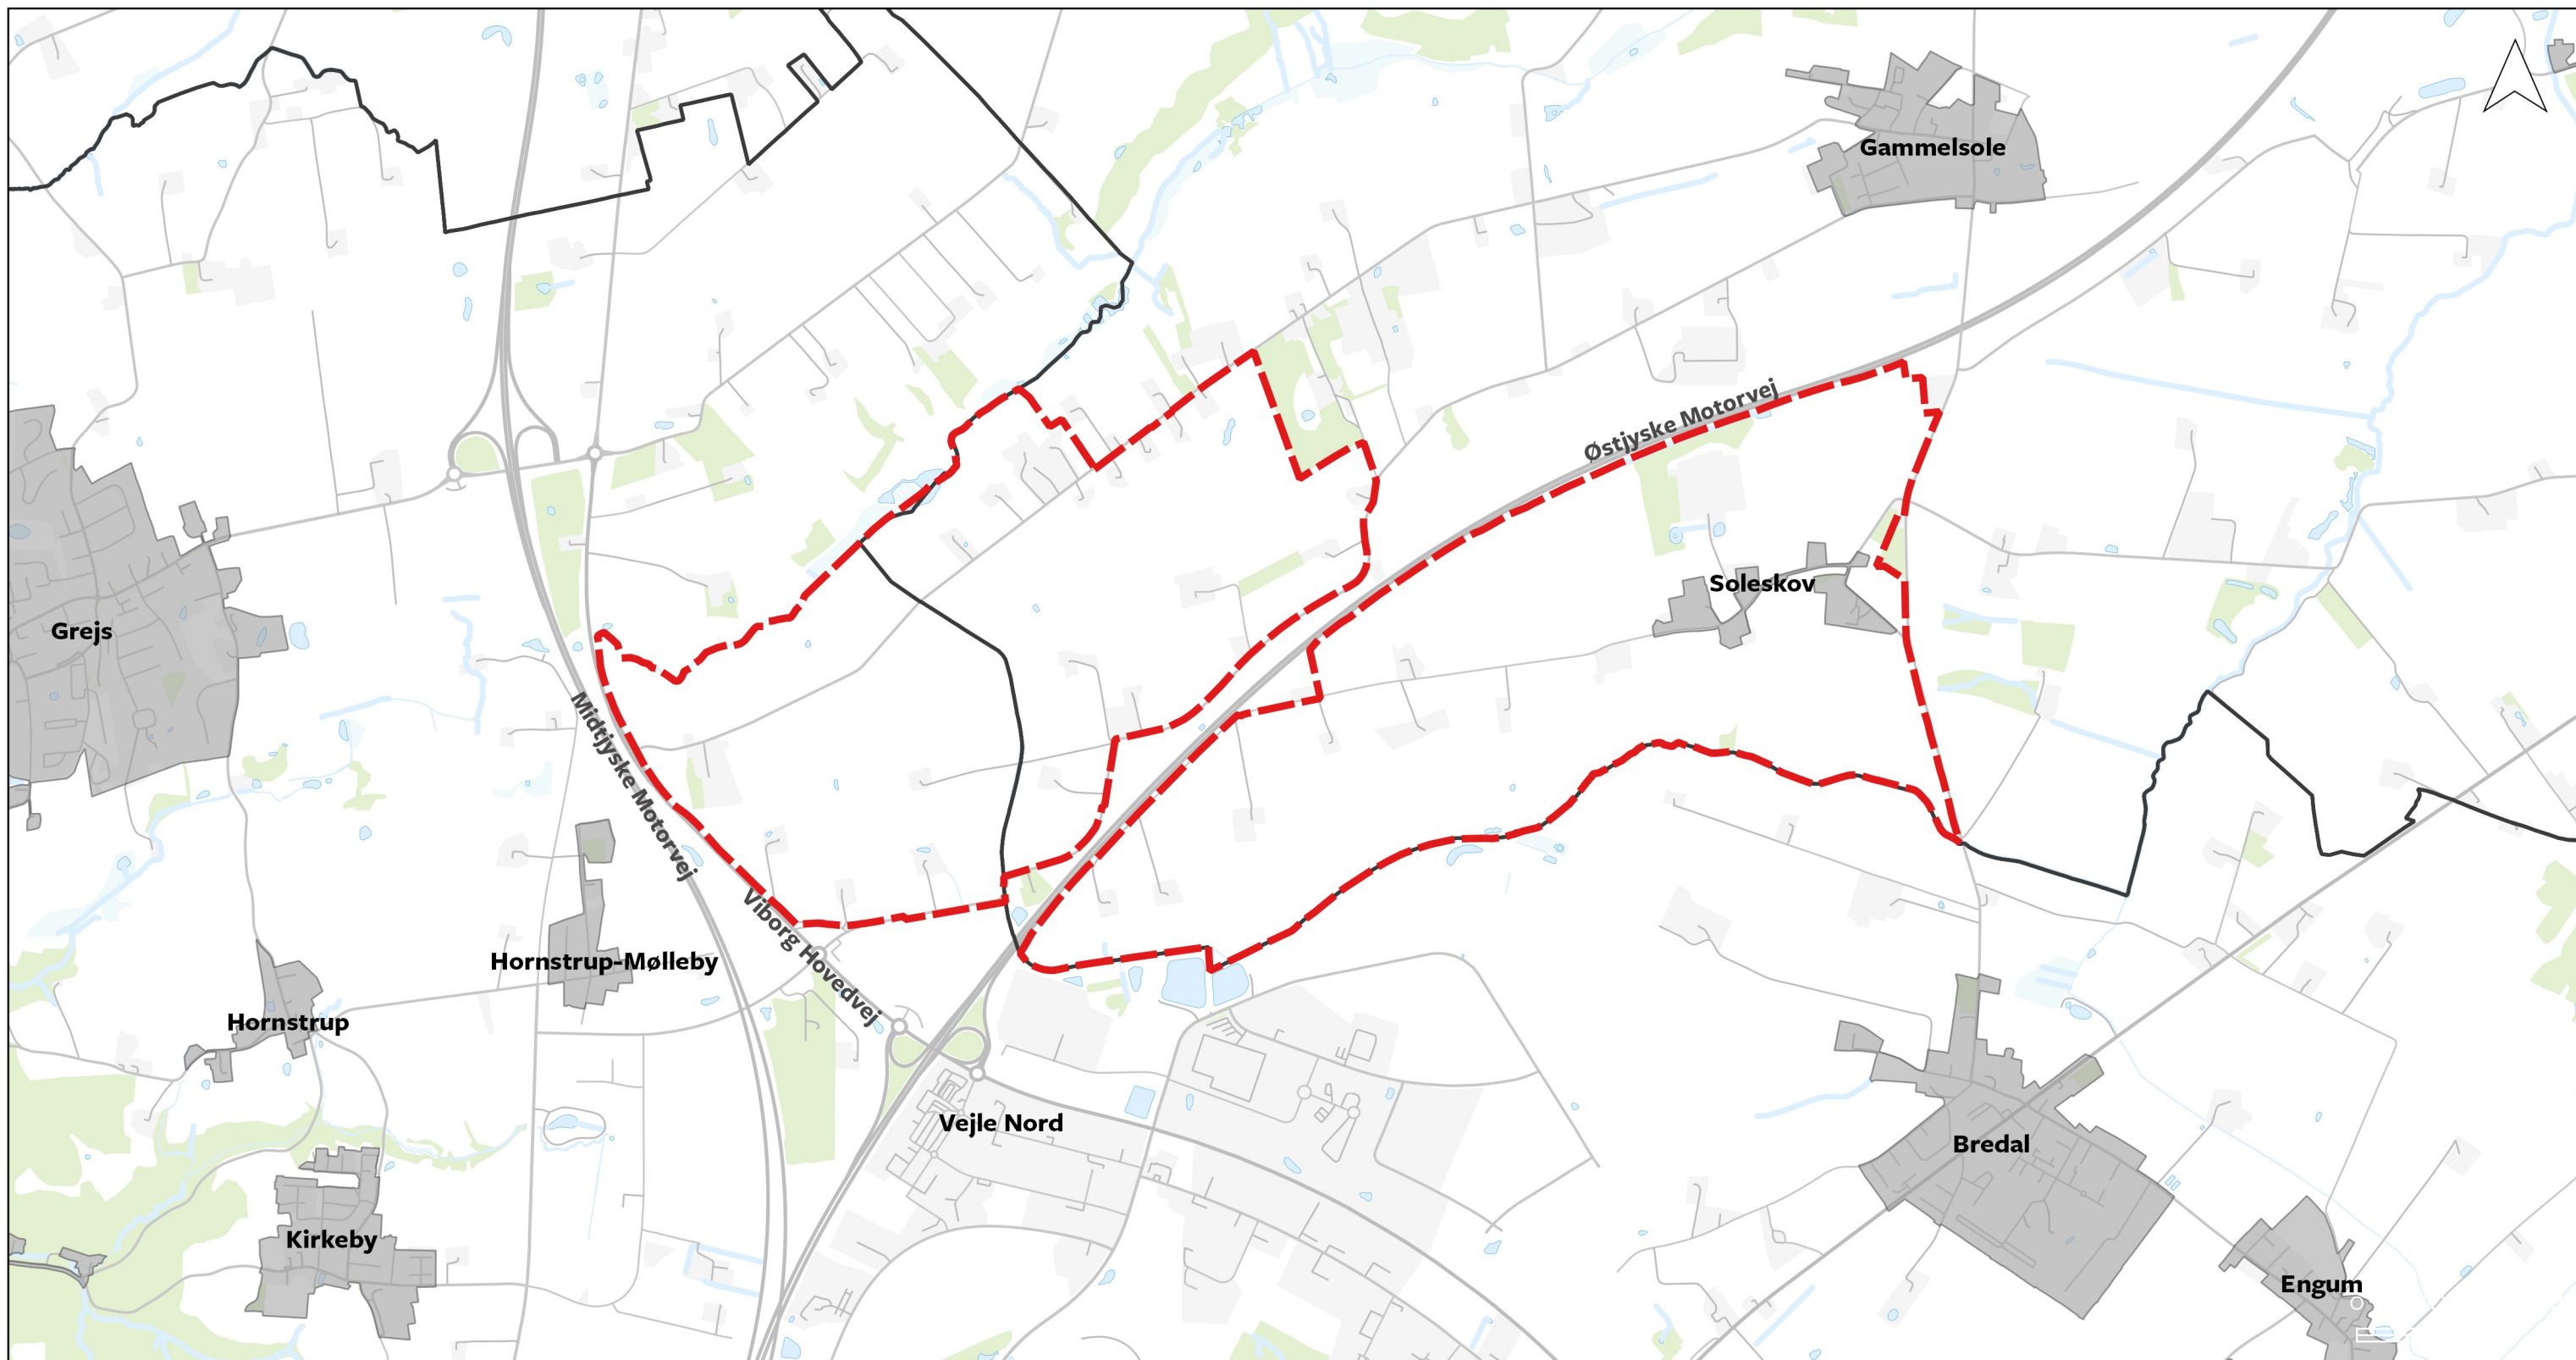 Gammelsole
Østjyske Motorvej
Soleskov
Grejs
Midtjyske Motorvej
Viborg Hovedvej
Hornstrup-Mølleby
Hornstrup
Vejle Nord
Bredal
Kirkeby
Engum